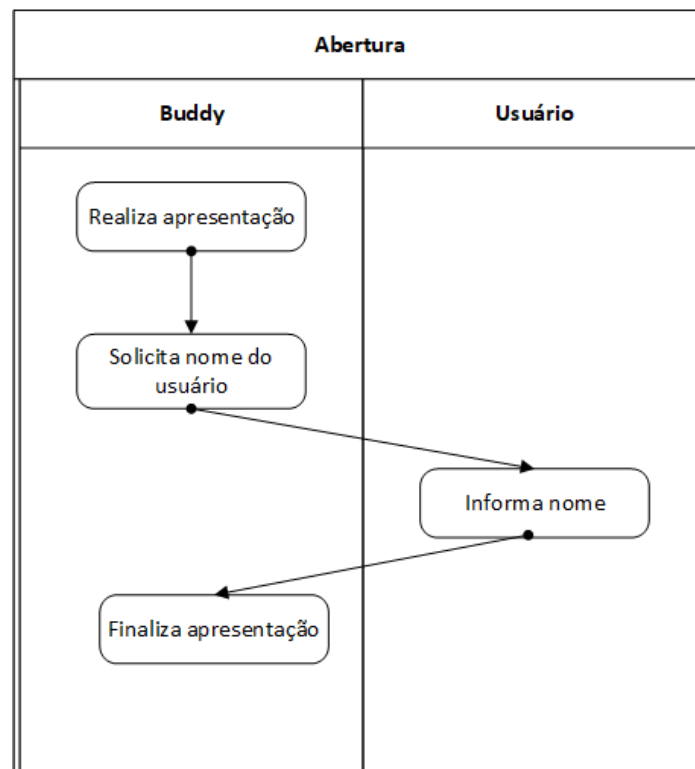 Abertura
Buddy
Usuário
Realiza apresentação
Solicita nome do
usuário
Informa nome
Finaliza apresentação